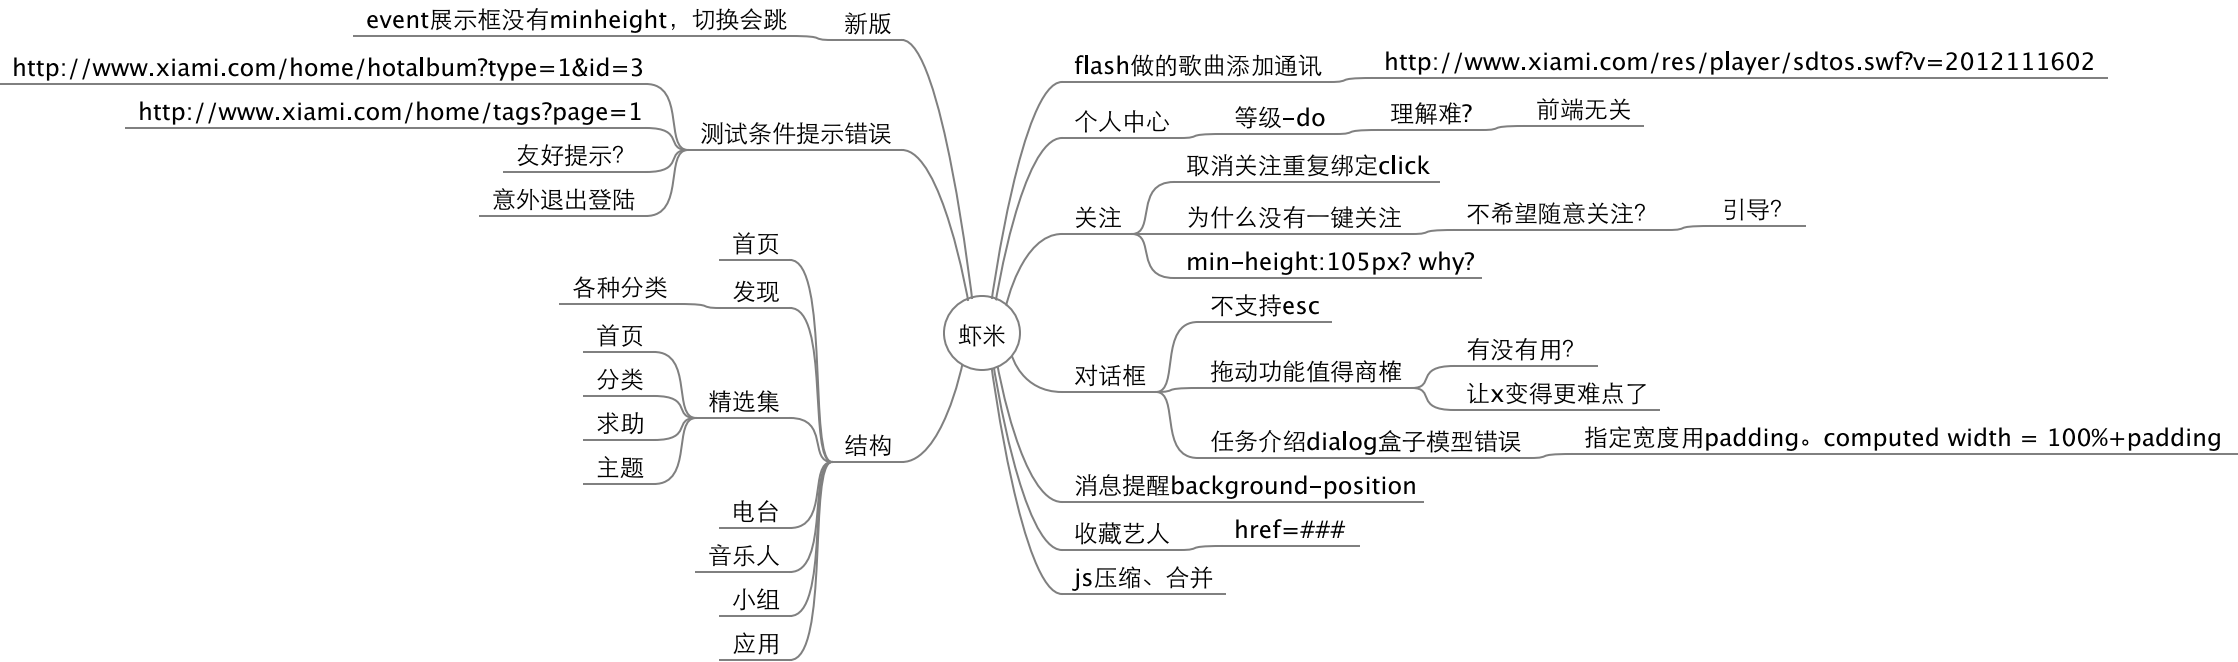 虾米
flash做的歌曲添加通讯
http://www.xiami.com/res/player/sdtos.swf?v=2012111602
个人中心
等级-do
理解难?
前端无关
关注
取消关注重复绑定click
为什么没有一键关注
不希望随意关注?
引导?
min-height:105px? why?
对话框
不支持esc
拖动功能值得商榷
有没有用?
让x变得更难点了
任务介绍dialog盒子模型错误
指定宽度用padding。computed width = 100%+padding
消息提醒background-position
收藏艺人
href=###
js压缩、合并
新版
event展示框没有minheight，切换会跳
测试条件提示错误
http://www.xiami.com/home/hotalbum?type=1&id=3
http://www.xiami.com/home/tags?page=1
友好提示?
意外退出登陆
结构
首页
发现
各种分类
精选集
首页
分类
求助
主题
电台
音乐人
小组
应用